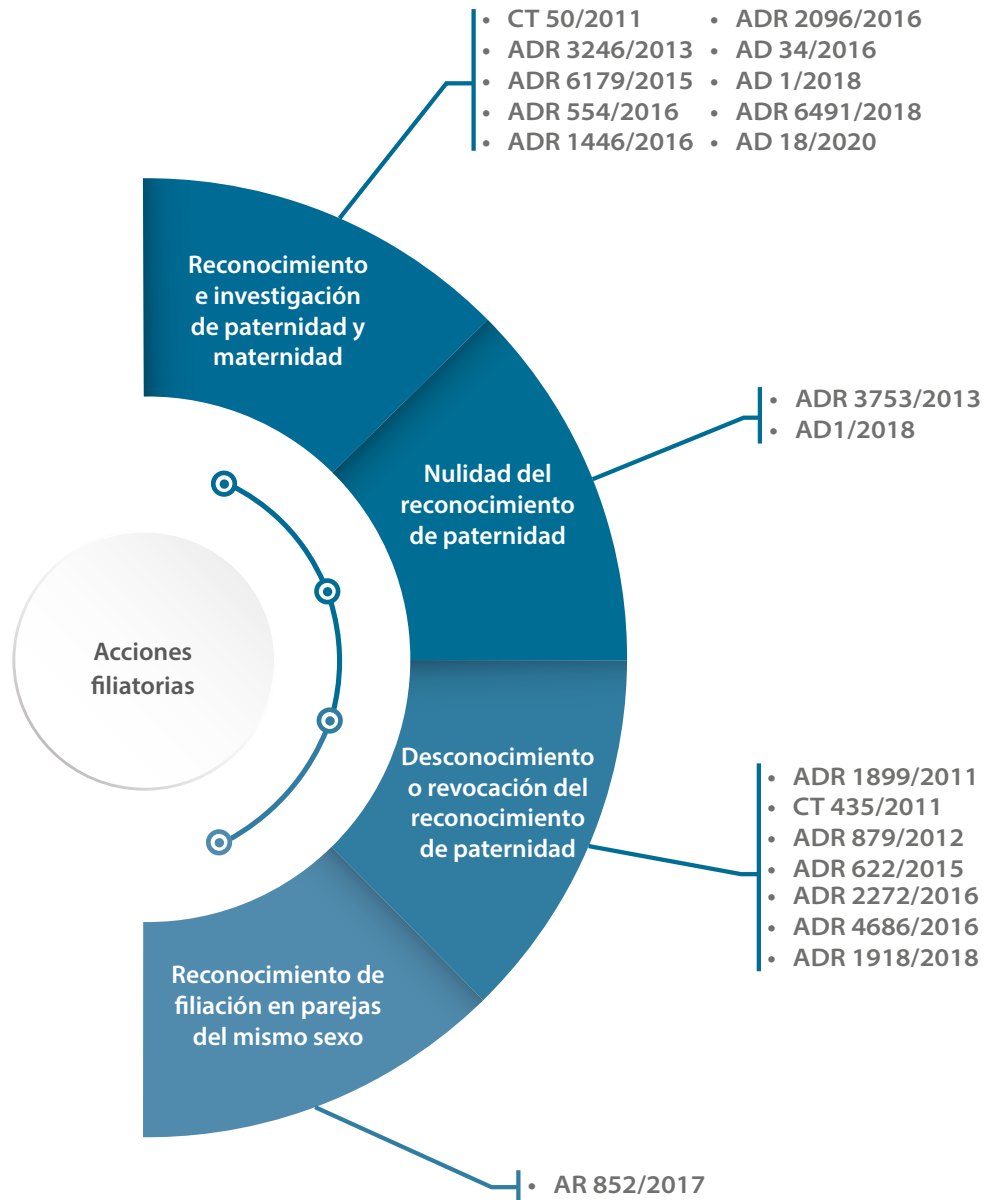 CT 50/2011
ADR 3246/2013
ADR 6179/2015
ADR 554/2016
ADR 1446/2016
ADR 2096/2016
AD 34/2016
AD 1/2018
ADR 6491/2018
AD 18/2020
Reconocimiento
e investigación
de paternidad y
maternidad
ADR 3753/2013
AD1/2018
Nulidad del
reconocimiento
de paternidad
Acciones
filiatorias
Desconocimiento
o revocación del
reconocimiento
de paternidad
ADR 1899/2011
CT 435/2011
ADR 879/2012
ADR 622/2015
ADR 2272/2016
ADR 4686/2016
ADR 1918/2018
Reconocimiento de
filiación en parejas
del mismo sexo
AR 852/2017